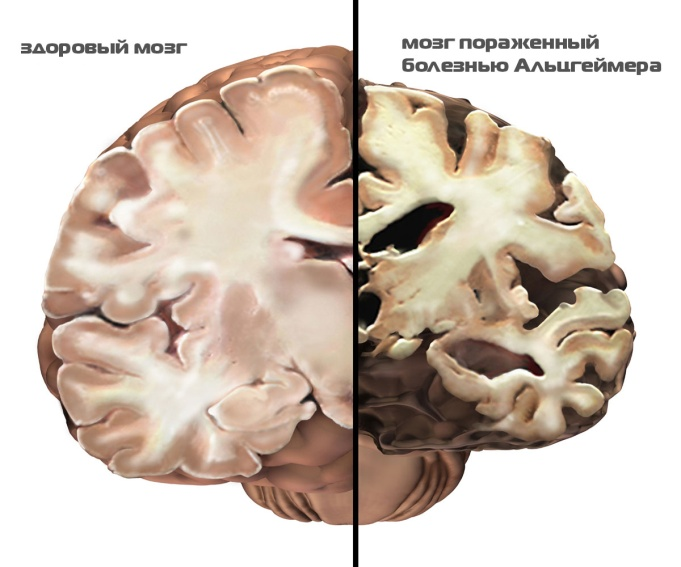 здоровый мозг
мозг пораженный
болезнью Альцгеймера